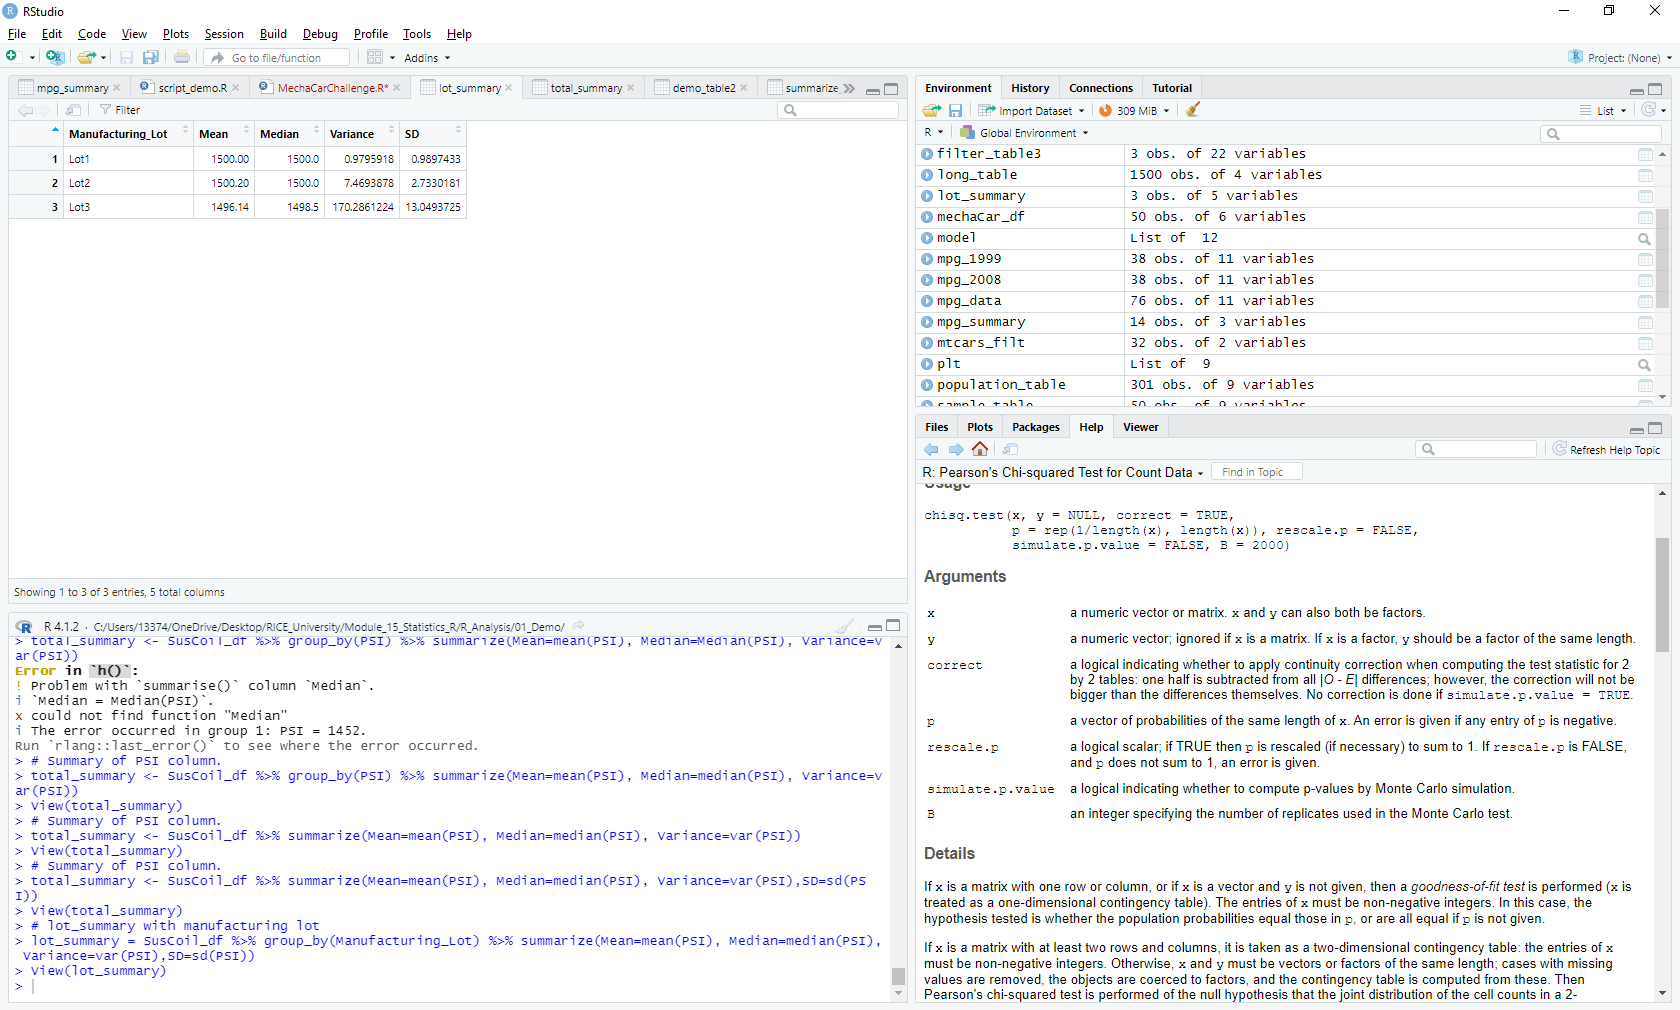 RStudio
File Edit Code View Plots Session Build Debug Profile Tools Help
Go to file/function Addins Project: (None)
mpg_summary script_demo.R MechaCarChallenge.R* lot_summary total_summary demo_table2 summarize_
Filter
Manufacturing_Lot Mean Median Variance SD
1 Lot1 1500.00 1500.0 0.9795918 0.9897433
2 Lot2 1500.20 1500.0 7.4693878 2.7330181
3 Lot3 1496.14 1498.5 170.2861224 13.0493725
Showing 1 to 3 of 3 entries, 5 total columns
R 4.1.2 · C:/Users/13374/OneDrive/Desktop/RICE_University/Module_15_Statistics_R/R_Analysis/01_Demo/
> total_summary <- SusCoil_df %>% group_by(PSI) %>% summarize(Mean=mean(PSI), Median=Median(PSI), Variance=v
ar(PSI))
Error in `h()`:
! Problem with `summarise()` column `Median`.
i `Median = Median(PSI)`.
x could not find function "Median"
i The error occurred in group 1: PSI = 1452.
Run `rlang::last_error()` to see where the error occurred.
> # Summary of PSI column.
> total_summary <- SusCoil_df %>% group_by(PSI) %>% summarize(Mean=mean(PSI), Median=median(PSI), Variance=v
ar(PSI))
> View(total_summary)
> # Summary of PSI column.
> total_summary <- SusCoil_df %>% summarize(Mean=mean(PSI), Median=median(PSI), Variance=var(PSI))
> View(total_summary)
> # Summary of PSI column.
> total_summary <- SusCoil_df %>% summarize(Mean=mean(PSI), Median=median(PSI), Variance=var(PSI),SD=sd(PS
I))
> View(total_summary)
> # lot_summary with manufacturing lot
> lot_summary = SusCoil_df %>% group_by(Manufacturing_Lot) %>% summarize(Mean=mean(PSI), Median=median(PSI),
Variance=var(PSI),SD=sd(PSI))
> View(lot_summary)
>
Environment History Connections Tutorial
Import Dataset 309 MiB List
R Global Environment
filter_table3 3 obs. of 22 variables
long_table 1500 obs. of 4 variables
lot_summary 3 obs. of 5 variables
mechaCar_df 50 obs. of 6 variables
model List of 12
mpg_1999 38 obs. of 11 variables
mpg_2008 38 obs. of 11 variables
mpg_data 76 obs. of 11 variables
mpg_summary 14 obs. of 3 variables
mtcars_filt 32 obs. of 2 variables
plt List of 9
population_table 301 obs. of 9 variables
sample_table 50 obs. of 9 variables
Files Plots Packages Help Viewer
Refresh Help Topic
R: Pearson's Chi-squared Test for Count Data Find in Topic
Usage
chisq.test(x, y = NULL, correct = TRUE,
p = rep(1/length(x), length(x)), rescale.p = FALSE,
simulate.p.value = FALSE, B = 2000)
Arguments
x a numeric vector or matrix. x and y can also both be factors.
y a numeric vector; ignored if x is a matrix. If x is a factor, y should be a factor of the same length.
correct a logical indicating whether to apply continuity correction when computing the test statistic for 2
by 2 tables: one half is subtracted from all |O - E| differences; however, the correction will not be
bigger than the differences themselves. No correction is done if simulate.p.value = TRUE.
p a vector of probabilities of the same length of x. An error is given if any entry of p is negative.
rescale.p a logical scalar; if TRUE then p is rescaled (if necessary) to sum to 1. If rescale.p is FALSE,
and p does not sum to 1, an error is given.
simulate.p.value a logical indicating whether to compute p-values by Monte Carlo simulation.
B an integer specifying the number of replicates used in the Monte Carlo test.
Details
If x is a matrix with one row or column, or if x is a vector and y is not given, then a goodness-of-fit test is performed (x is
treated as a one-dimensional contingency table). The entries of x must be non-negative integers. In this case, the
hypothesis tested is whether the population probabilities equal those in p, or are all equal if p is not given.
If x is a matrix with at least two rows and columns, it is taken as a two-dimensional contingency table: the entries of x
must be non-negative integers. Otherwise, x and y must be vectors or factors of the same length; cases with missing
values are removed, the objects are coerced to factors, and the contingency table is computed from these. Then
Pearson's chi-squared test is performed of the null hypothesis that the joint distribution of the cell counts in a 2-